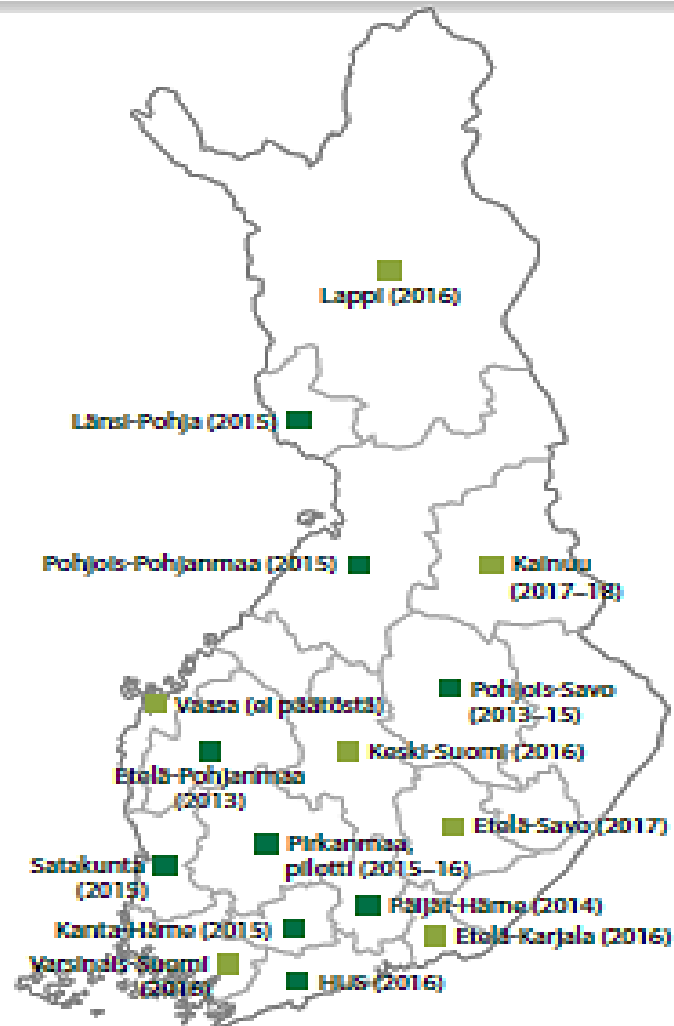 Lappi (2016)
Länsi-Pohja (2015)
Pohjois-Pohjanmaa (2015)
Kainuu
(2017–18)
Pohjois-Savo
(2013–15)
Vaasa (ei päätöstä)
Keski-Suomi (2016)
Etelä-Pohjanmaa
(2013)
Etelä-Savo (2017)
Pirkanmaa,
pilotti (2015–16)
Satakunta
(2015)
Päijät-Häme (2014)
Kanta-Häme (2015)
Etelä-Karjala (2016)
Varsinais-Suomi
(2016)
HUS (2016)